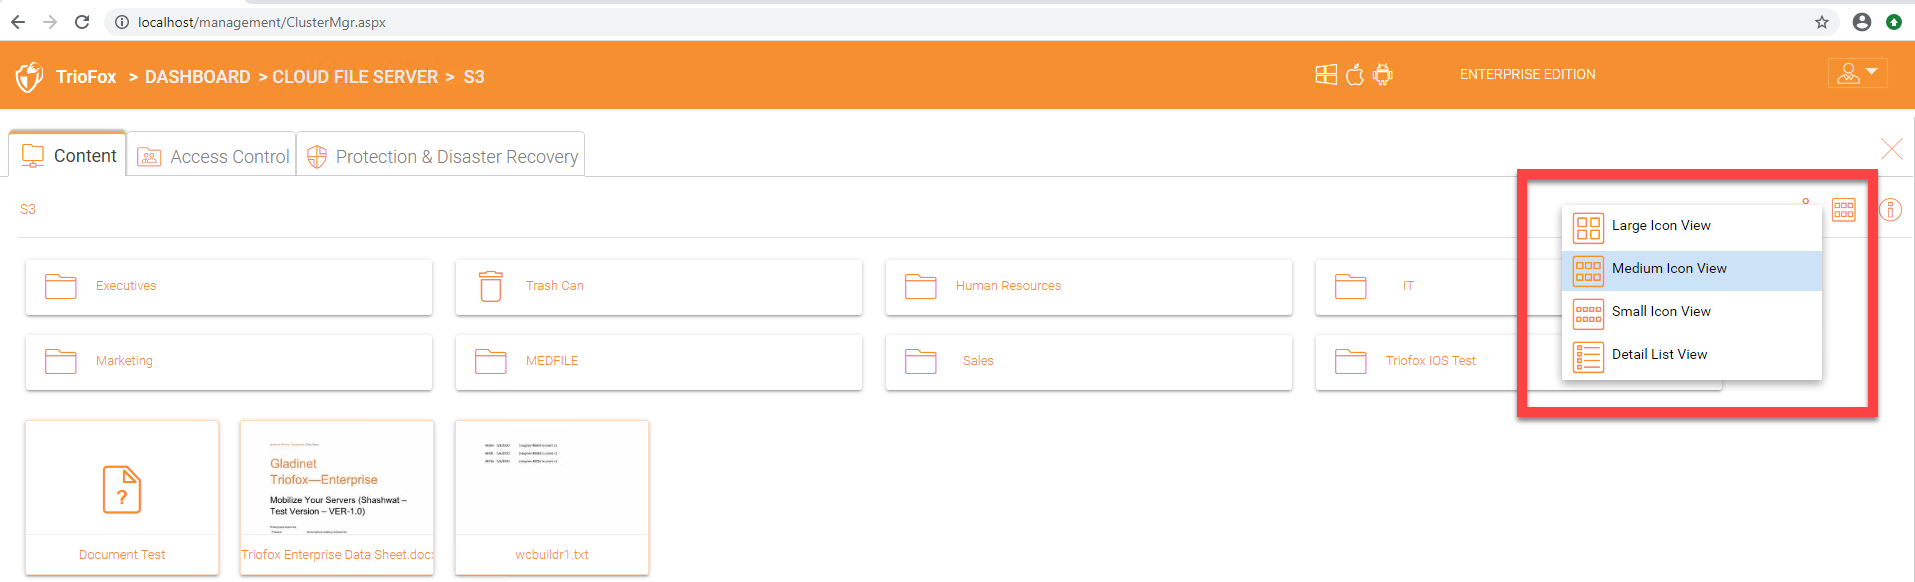 localhost/management/ClusterMgr.aspx
TrioFox > DASHBOARD > CLOUD FILE SERVER > S3
ENTERPRISE EDITION
Content
Access Control
Protection & Disaster Recovery
S3
Large Icon View
Medium Icon View
Small Icon View
Detail List View
Executives
Trash Can
Human Resources
IT
Marketing
MEDFILE
Sales
Triofox IOS Test
?
Gladinet
Triofox—Enterprise
Mobilize Your Servers (Shashwat –
Test Version – VER-1.0)
Document Test
Triofox Enterprise Data Sheet.docx
wcbuildr1.txt